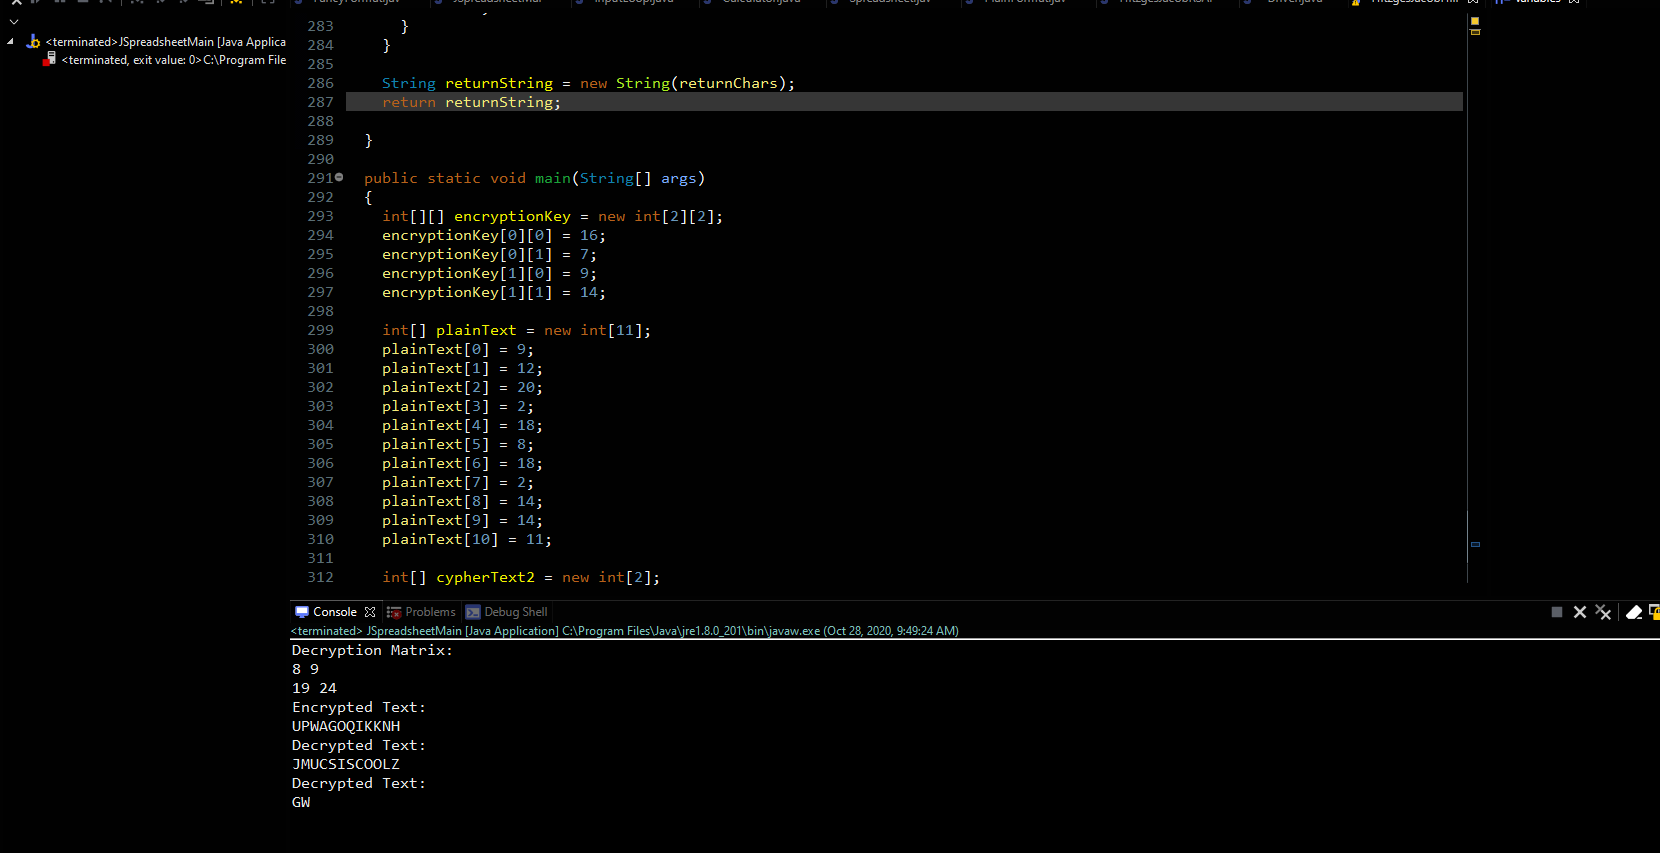 <terminated>JSpreadsheetMain [Java Applica
<terminated, exit value: 0>C:\Program File
283 }
284 }
285
286 String returnString = new String(returnChars);
287 return returnString;
288
289 }
290
291 public static void main(String[] args)
292 {
293 int[][] encryptionKey = new int[2][2];
294 encryptionKey[0][0] = 16;
295 encryptionKey[0][1] = 7;
296 encryptionKey[1][0] = 9;
297 encryptionKey[1][1] = 14;
298
299 int[] plainText = new int[11];
300 plainText[0] = 9;
301 plainText[1] = 12;
302 plainText[2] = 20;
303 plainText[3] = 2;
304 plainText[4] = 18;
305 plainText[5] = 8;
306 plainText[6] = 18;
307 plainText[7] = 2;
308 plainText[8] = 14;
309 plainText[9] = 14;
310 plainText[10] = 11;
311
312 int[] cypherText2 = new int[2];
Console Problems Debug Shell
<terminated> JSpreadsheetMain [Java Application] C:\Program Files\Java\jre1.8.0_201\bin\javaw.exe (Oct 28, 2020, 9:49:24 AM)
Decryption Matrix:
8 9
19 24
Encrypted Text:
UPWAGOQIKKNH
Decrypted Text:
JMUCSISCOOLZ
Decrypted Text:
GW